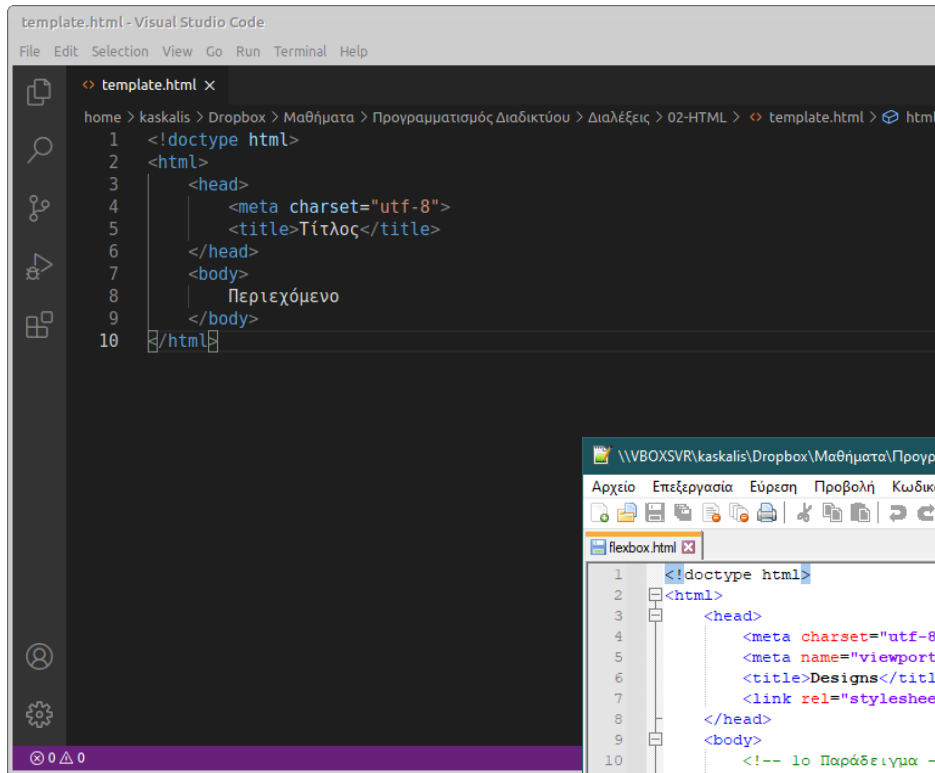 template.html - Visual Studio Code
File Edit Selection View Go Run Terminal Help
<> template.html ×
home > kaskalis > Dropbox > Μαθήματα > Προγραμματισμός Διαδικτύου > Διαλέξεις > 02-HTML > <> template.html > html
1 <!doctype html>
2 <html>
3 <head>
4 <meta charset="utf-8">
5 <title>Τίτλος</title>
6 </head>
7 <body>
8 Περιεχόμενο
9 </body>
10 </html>
0 0
\\VBOXSVR\kaskalis\Dropbox\Μαθήματα\Προγρ
Αρχείο Επεξεργασία Εύρεση Προβολή Κωδικ
flexbox.html
1 <!doctype html>
2 <html>
3 <head>
4 <meta charset="utf-8
5 <meta name="viewport
6 <title>Designs</titl
7 <link rel="styleshee
8 </head>
9 <body>
10 <!-- 1ο Παράδειγμα -